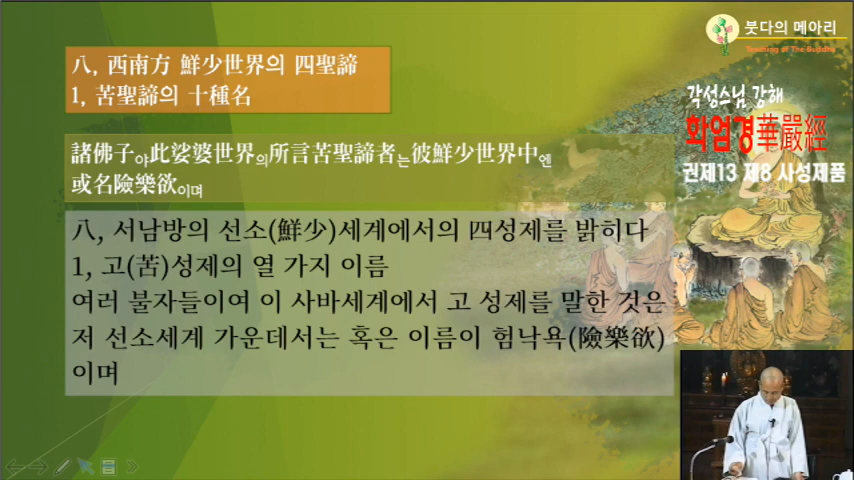 붓다의 메아리
Teaching of The Buddha
八, 西南方 鮮少世界의 四聖諦
1, 苦聖諦의 十種名
각성스님 강해
화엄경華嚴經
권제13 제8 사성제품
諸佛子야此娑婆世界의所言苦聖諦者는彼鮮少世界中엔
或名險樂欲이며
八, 서남방의 선소(鮮少)세계에서의 四성제를 밝히다
1, 고(苦)성제의 열 가지 이름
여러 불자들이여 이 사바세계에서 고 성제를 말한 것은
저 선소세계 가운데서는 혹은 이름이 험낙욕(險樂欲)
이며